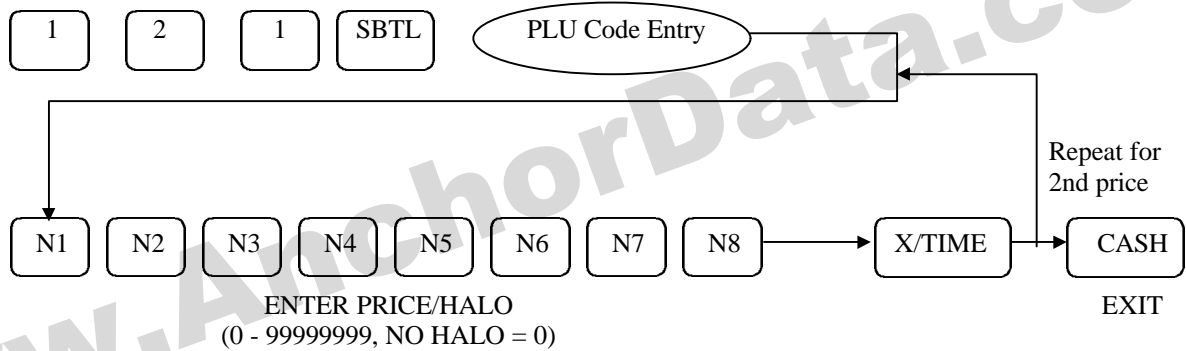 1 2 1 SBTL PLU Code Entry
Repeat for
2nd price
N1 N2 N3 N4 N5 N6 N7 N8 X/TIME CASH
ENTER PRICE/HALO EXIT
(0 - 99999999, NO HALO = 0)
www.AnchorData.co